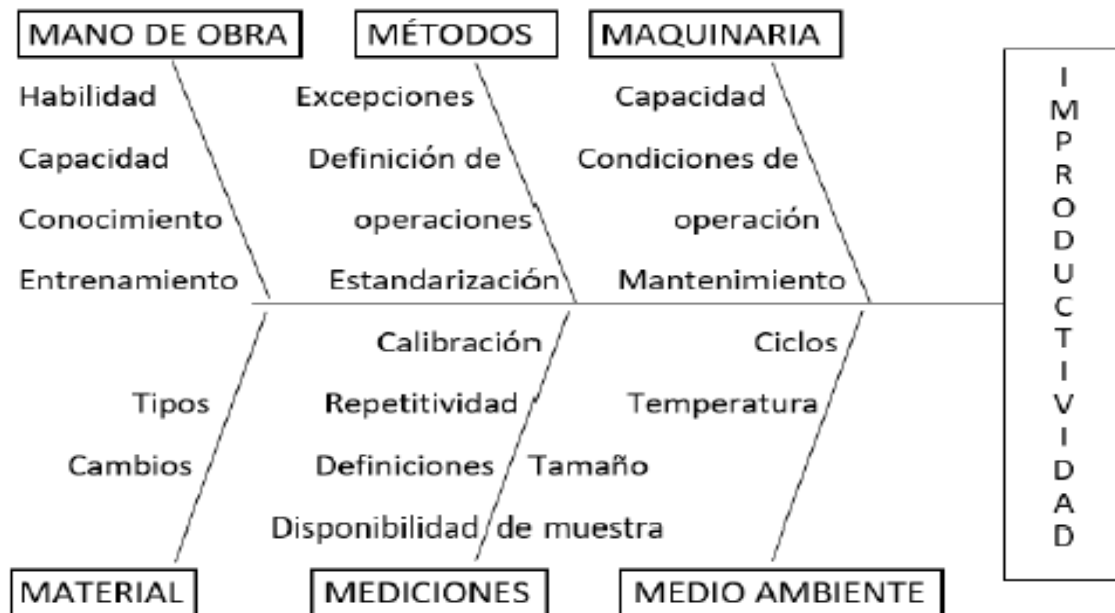 MANO DE OBRA MÉTODOS MAQUINARIA
Habilidad Excepciones Capacidad
Capacidad Definición de Condiciones de
Conocimiento operaciones operación
Entrenamiento Estandarización Mantenimiento
Calibración Ciclos
Tipos Repetitividad Temperatura
Cambios Definiciones Tamaño
Disponibilidad de muestra
MATERIAL MEDICIONES MEDIO AMBIENTE
IMPRODUCTIVIDAD